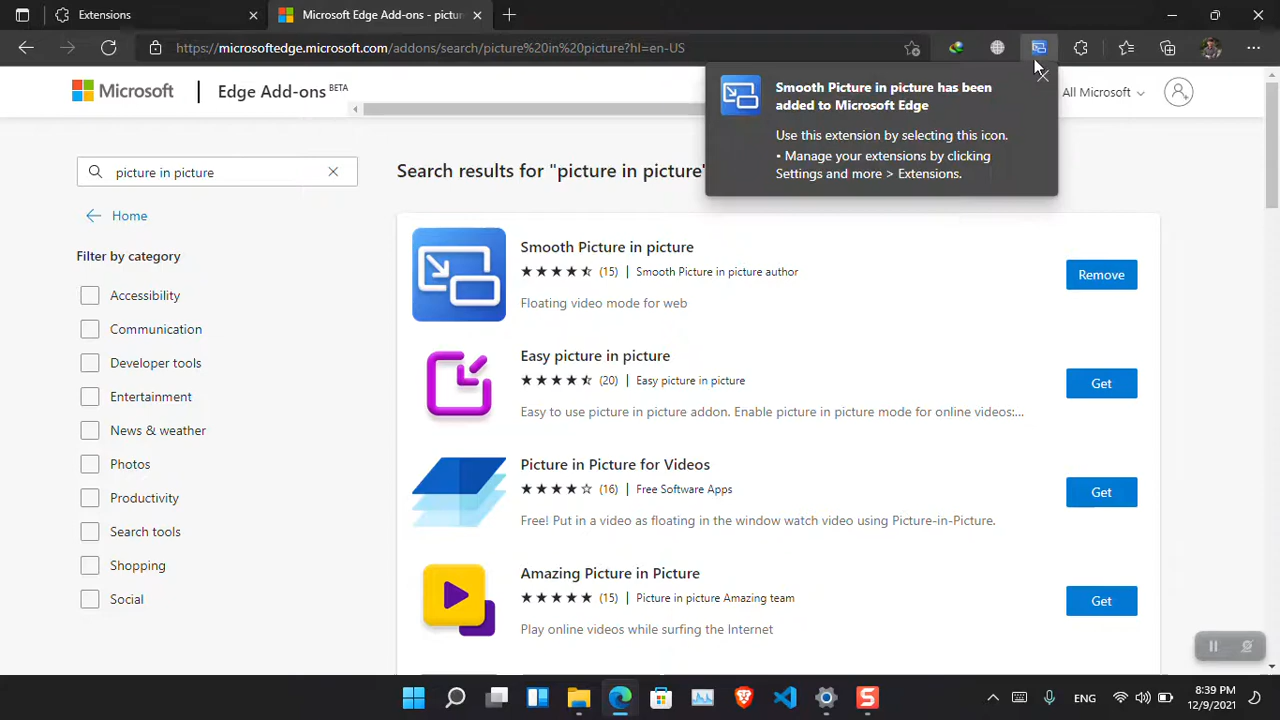 Extensions
Microsoft Edge Add-ons - pictur
https://microsoftedge.microsoft.com/addons/search/picture%20in%20picture?hl=en-US
Microsoft
Edge Add-ons BETA
All Microsoft
Smooth Picture in picture has been
added to Microsoft Edge
Use this extension by selecting this icon.
• Manage your extensions by clicking
Settings and more > Extensions.
picture in picture
Home
Filter by category
Accessibility
Communication
Developer tools
Entertainment
News & weather
Photos
Productivity
Search tools
Shopping
Social
Search results for "picture in picture"
Smooth Picture in picture
(15) | Smooth Picture in picture author
Floating video mode for web
Remove
Easy picture in picture
(20) | Easy picture in picture
Easy to use picture in picture addon. Enable picture in picture mode for online videos:...
Get
Picture in Picture for Videos
(16) | Free Software Apps
Free! Put in a video as floating in the window watch video using Picture-in-Picture.
Get
Amazing Picture in Picture
(15) | Picture in picture Amazing team
Play online videos while surfing the Internet
Get
S
ENG
8:39 PM
12/9/2021